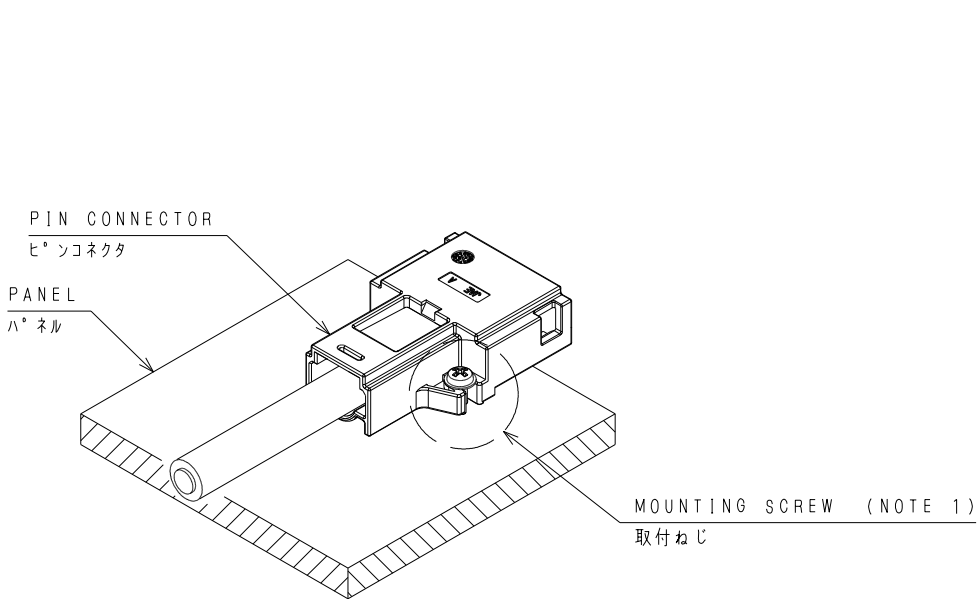 PIN CONNECTOR
ピンコネクタ
PANEL
パネル
MOUNTING SCREW (NOTE 1)
取付ねじ